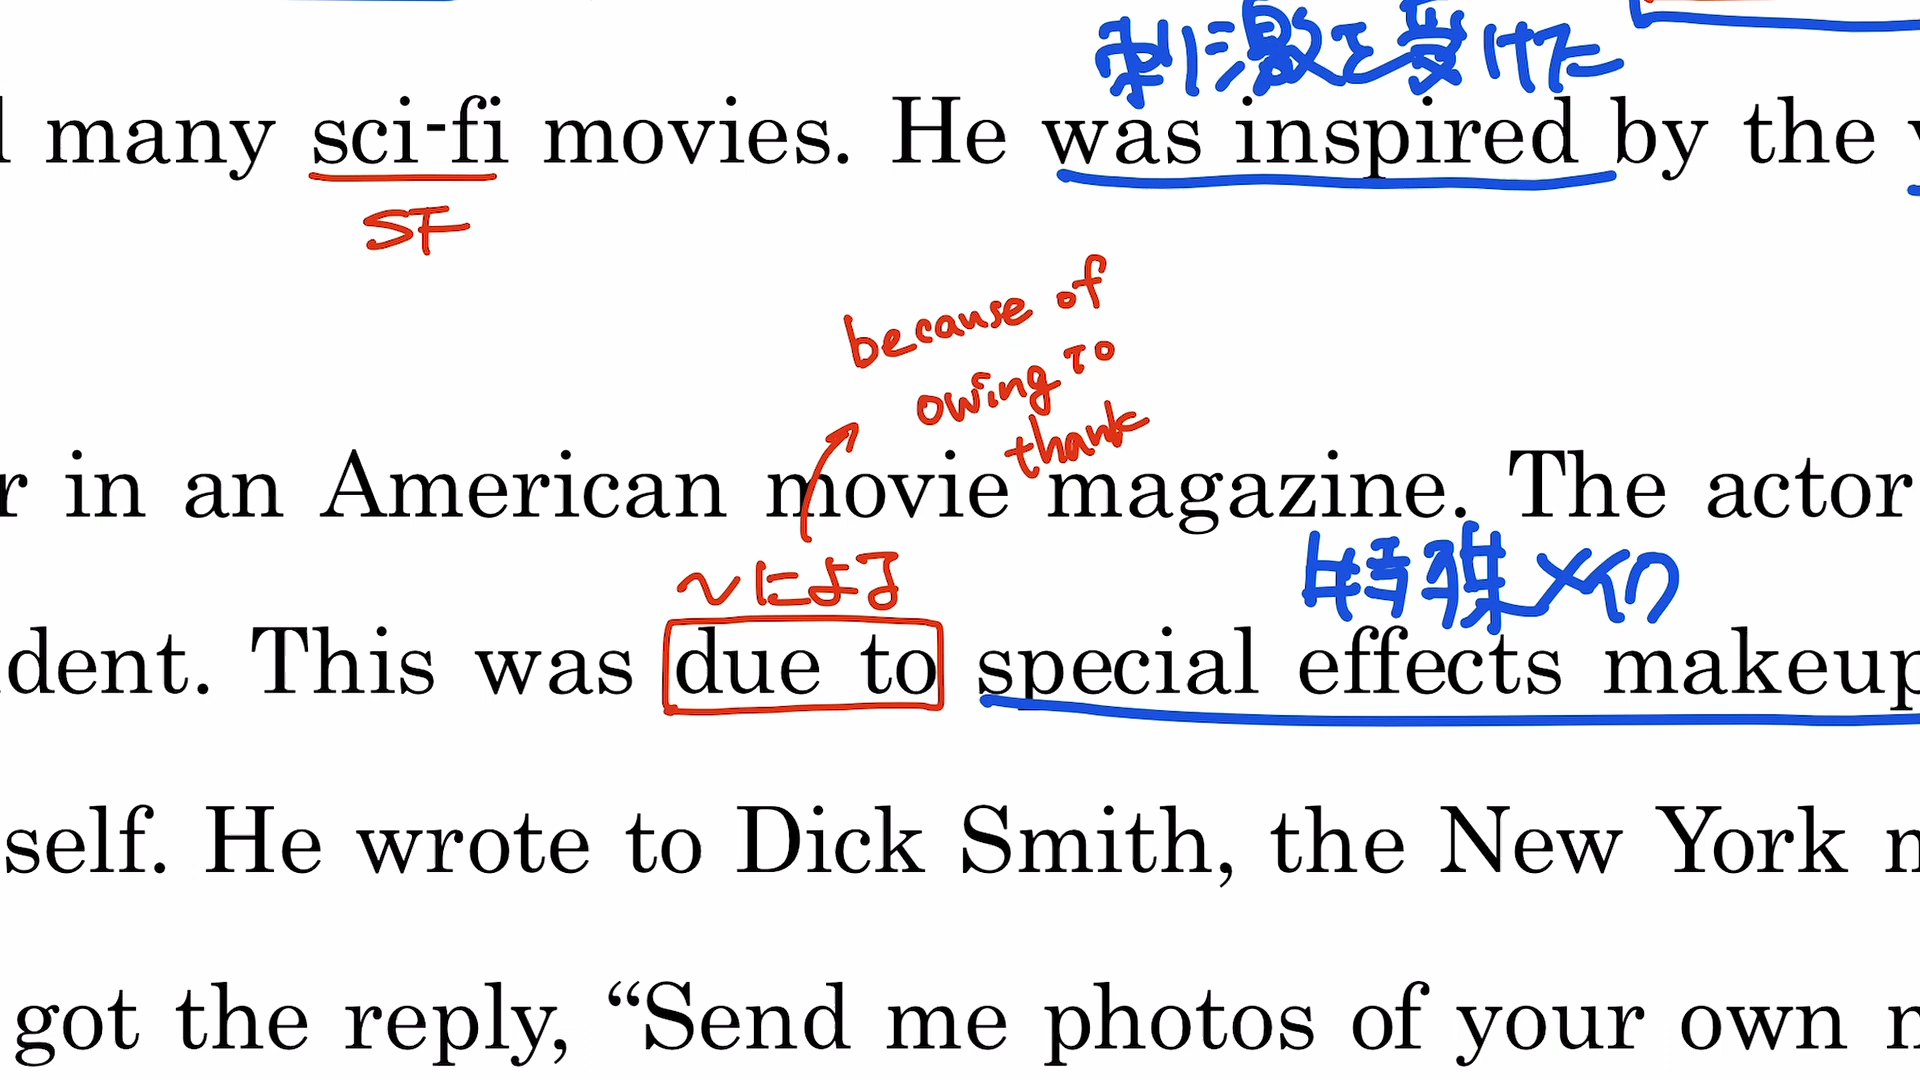 刺激を受けた
many sci-fi movies. He was inspired by the
SF
because of
owing to
thank
r in an American movie magazine. The actor
〜による
特殊メイク
dent. This was due to special effects makeup
self. He wrote to Dick Smith, the New York
got the reply, “Send me photos of your own